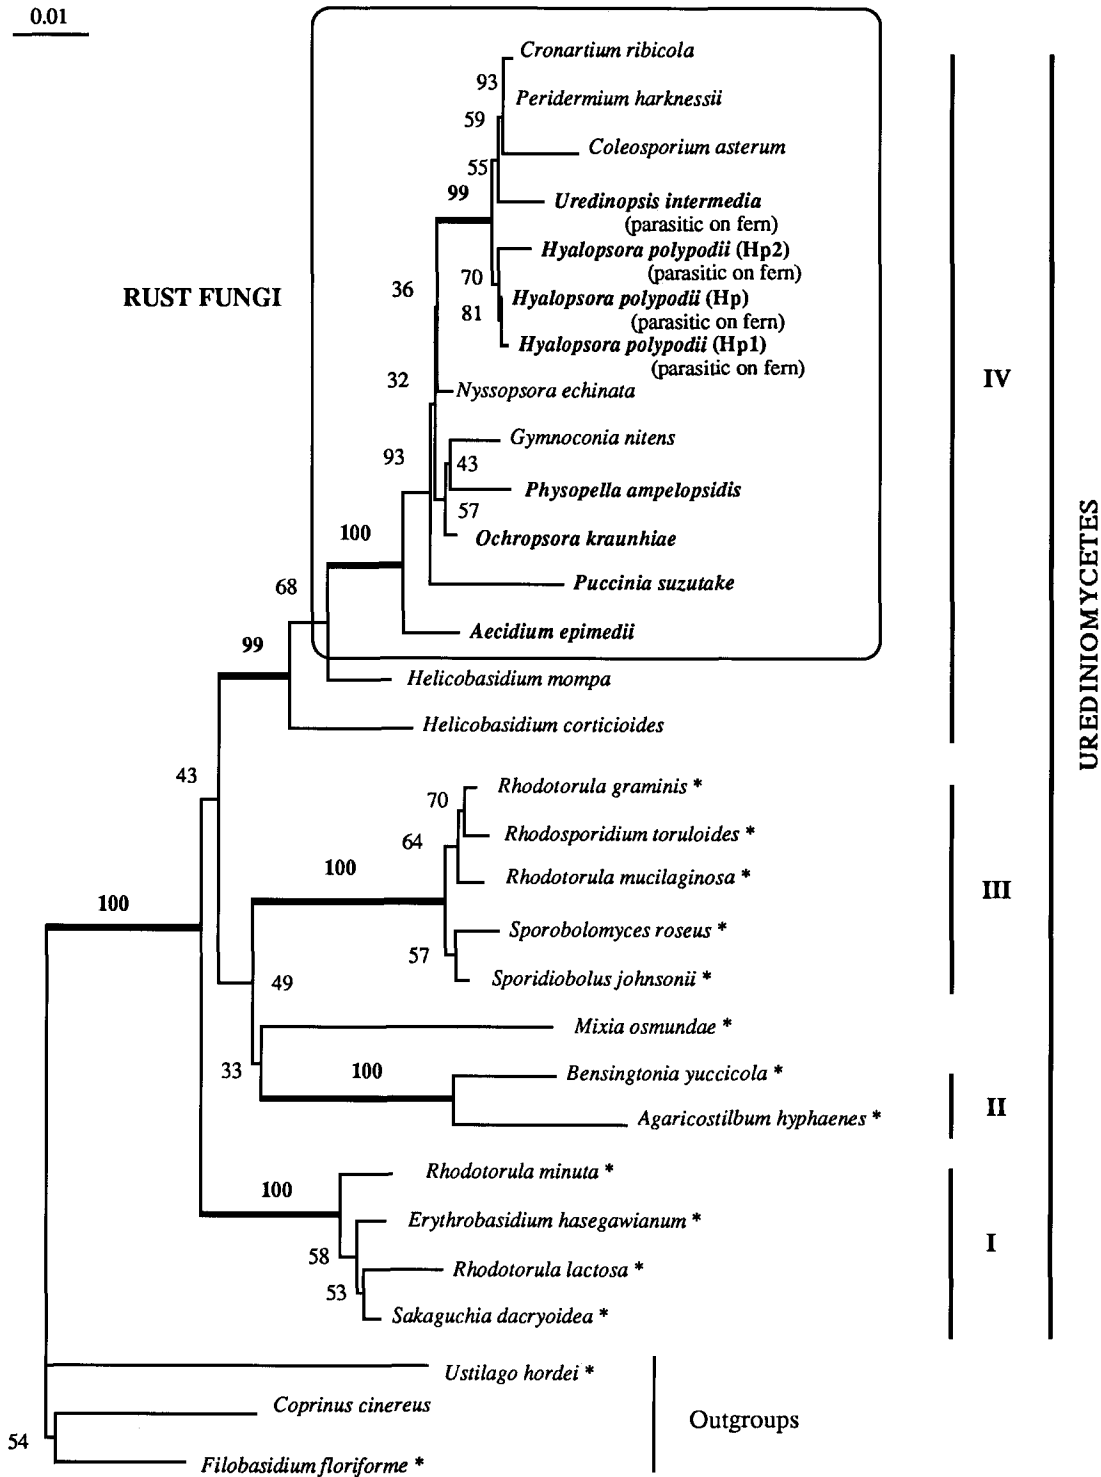 0.01
Cronartium ribicola
93
Peridermium harknessii
59
Coleosporium asterum
55
99
Uredinopsis intermedia
(parasitic on fern)
Hyalopsora polypodii (Hp2)
(parasitic on fern)
70
36
RUST FUNGI
Hyalopsora polypodii (Hp)
(parasitic on fern)
81
Hyalopsora polypodii (Hp1)
(parasitic on fern)
32
Nyssopsora echinata
IV
Gymnoconia nitens
93
43
Physopella ampelopsidis
57
100
Ochropsora kraunhiae
Puccinia suzutake
68
Aecidium epimedii
99
Helicobasidium mompa
Helicobasidium corticioides
UREDINIOMYCETES
43
Rhodotorula graminis *
70
Rhodosporidium toruloides *
64
100
Rhodotorula mucilaginosa *
III
100
Sporobolomyces roseus *
57
Sporidiobolus johnsonii *
49
Mixia osmundae *
33
100
Bensingtonia yuccicola *
II
Agaricostilbum hyphaenes *
Rhodotorula minuta *
100
Erythrobasidium hasegawianum *
I
58
Rhodotorula lactosa *
53
Sakaguchia dacryoidea *
Ustilago hordei *
Coprinus cinereus
Outgroups
54
Filobasidium floriforme *